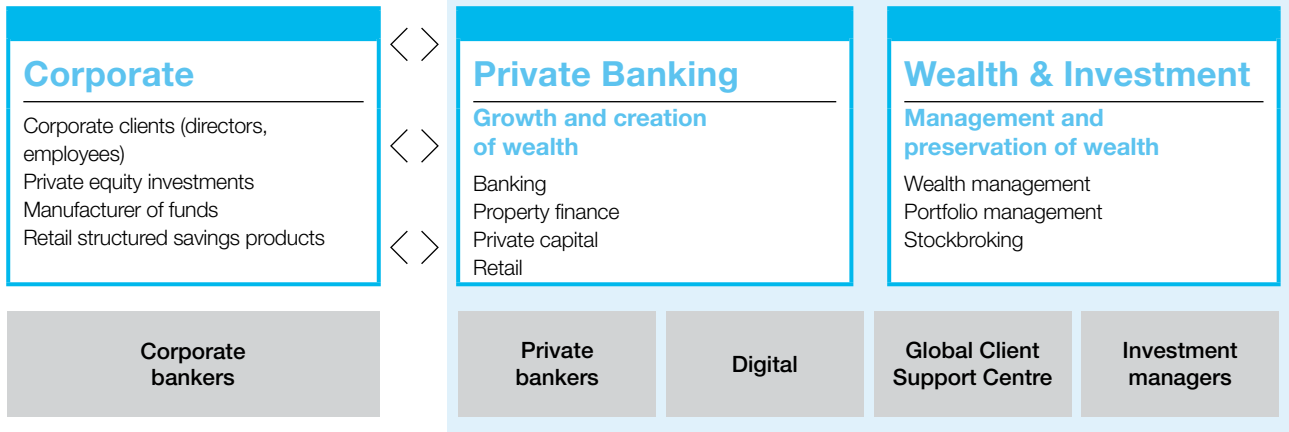 Corporate
Corporate clients (directors,
employees)
Private equity investments
Manufacturer of funds
Retail structured savings products
Private Banking
Growth and creation
of wealth
Banking
Property finance
Private capital
Retail
Wealth & Investment
Management and
preservation of wealth
Wealth management
Portfolio management
Stockbroking
Corporate
bankers
Private
bankers
Digital
Global Client
Support Centre
Investment
managers